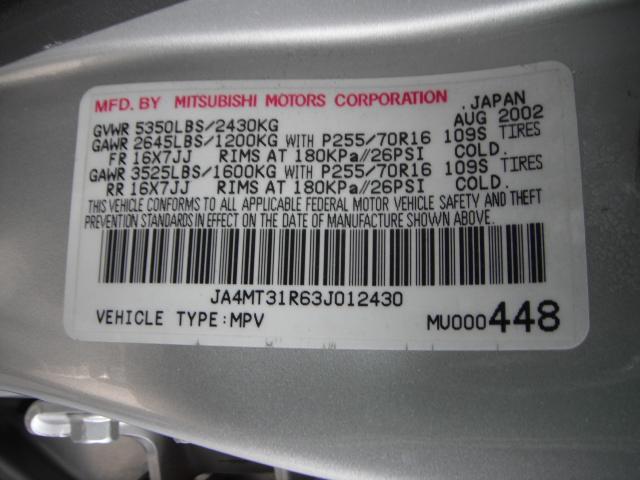 MFD. BY MITSUBISHI MOTORS CORPORATION , JAPAN
GVWR 5350LBS/2430KG AUG 2002
GAWR 2645LBS/1200KG WITH P255/70R16 109S TIRES
FR 16X7JJ RIMS AT 180KPa/26PSI COLD.
GAWR 3525LBS/1600KG WITH P255/70R16 109S TIRES
RR 16X7JJ RIMS AT 180KPa/26PSI COLD.
THIS VEHICLE CONFORMS TO ALL APPLICABLE FEDERAL MOTOR VEHICLE SAFETY AND THEFT
PREVENTION STANDARDS IN EFFECT ON THE DATE OF MANUFACTURE SHOWN ABOVE.
JA4MT31R63J012430
VEHICLE TYPE:MPV MU000448